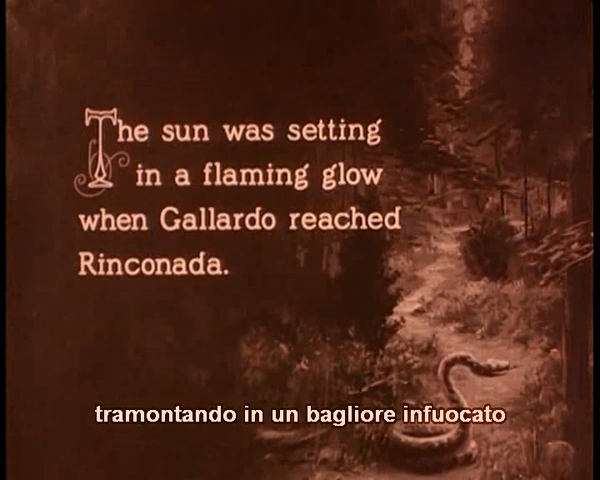 The sun was setting
in a flaming glow
when Gallardo reached
Rinconada.
tramontando in un bagliore infuocato